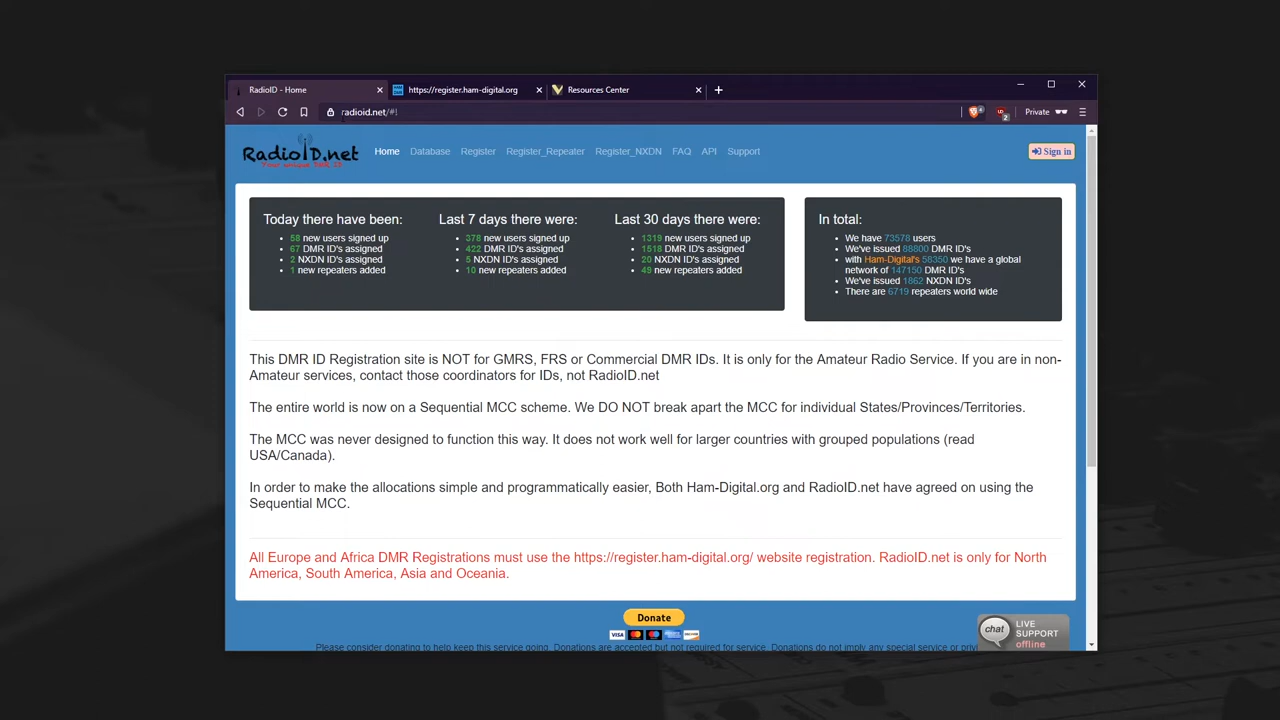 RadioID - Home
https://register.ham-digital.org
Resources Center
radioid.net/#!
4
2
Private
RadioID.net
Your unique DMR ID
Home Database Register Register_Repeater Register_NXDN FAQ API Support
Sign in
Today there have been:
58 new users signed up
67 DMR ID's assigned
2 NXDN ID's assigned
1 new repeaters added
Last 7 days there were:
378 new users signed up
422 DMR ID's assigned
5 NXDN ID's assigned
10 new repeaters added
Last 30 days there were:
1319 new users signed up
1518 DMR ID's assigned
20 NXDN ID's assigned
49 new repeaters added
In total:
We have 73578 users
We've issued 88800 DMR ID's
with Ham-Digital's 58350 we have a global
network of 147150 DMR ID's
We've issued 1862 NXDN ID's
There are 6719 repeaters world wide
This DMR ID Registration site is NOT for GMRS, FRS or Commercial DMR IDs. It is only for the Amateur Radio Service. If you are in non-
Amateur services, contact those coordinators for IDs, not RadioID.net
The entire world is now on a Sequential MCC scheme. We DO NOT break apart the MCC for individual States/Provinces/Territories.
The MCC was never designed to function this way. It does not work well for larger countries with grouped populations (read
USA/Canada).
In order to make the allocations simple and programmatically easier, Both Ham-Digital.org and RadioID.net have agreed on using the
Sequential MCC.
All Europe and Africa DMR Registrations must use the https://register.ham-digital.org/ website registration. RadioID.net is only for North
America, South America, Asia and Oceania.
Donate
VISA
chat
LIVE
SUPPORT
offline
Please consider donating to help keep this service going. Donations are accepted but not required for service. Donations do not imply any special service or